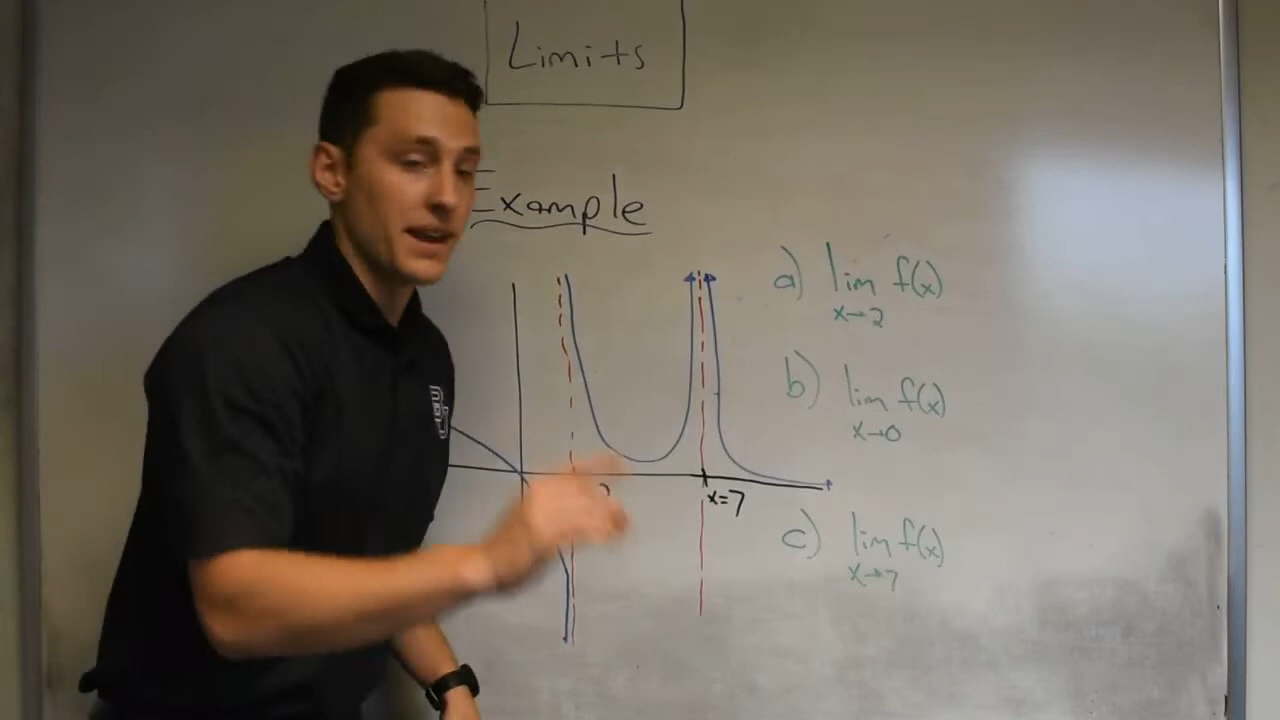 Limits
Example
a) lim f(x)
x→2
b) lim f(x)
x→0
x=7
c) lim f(x)
x→7